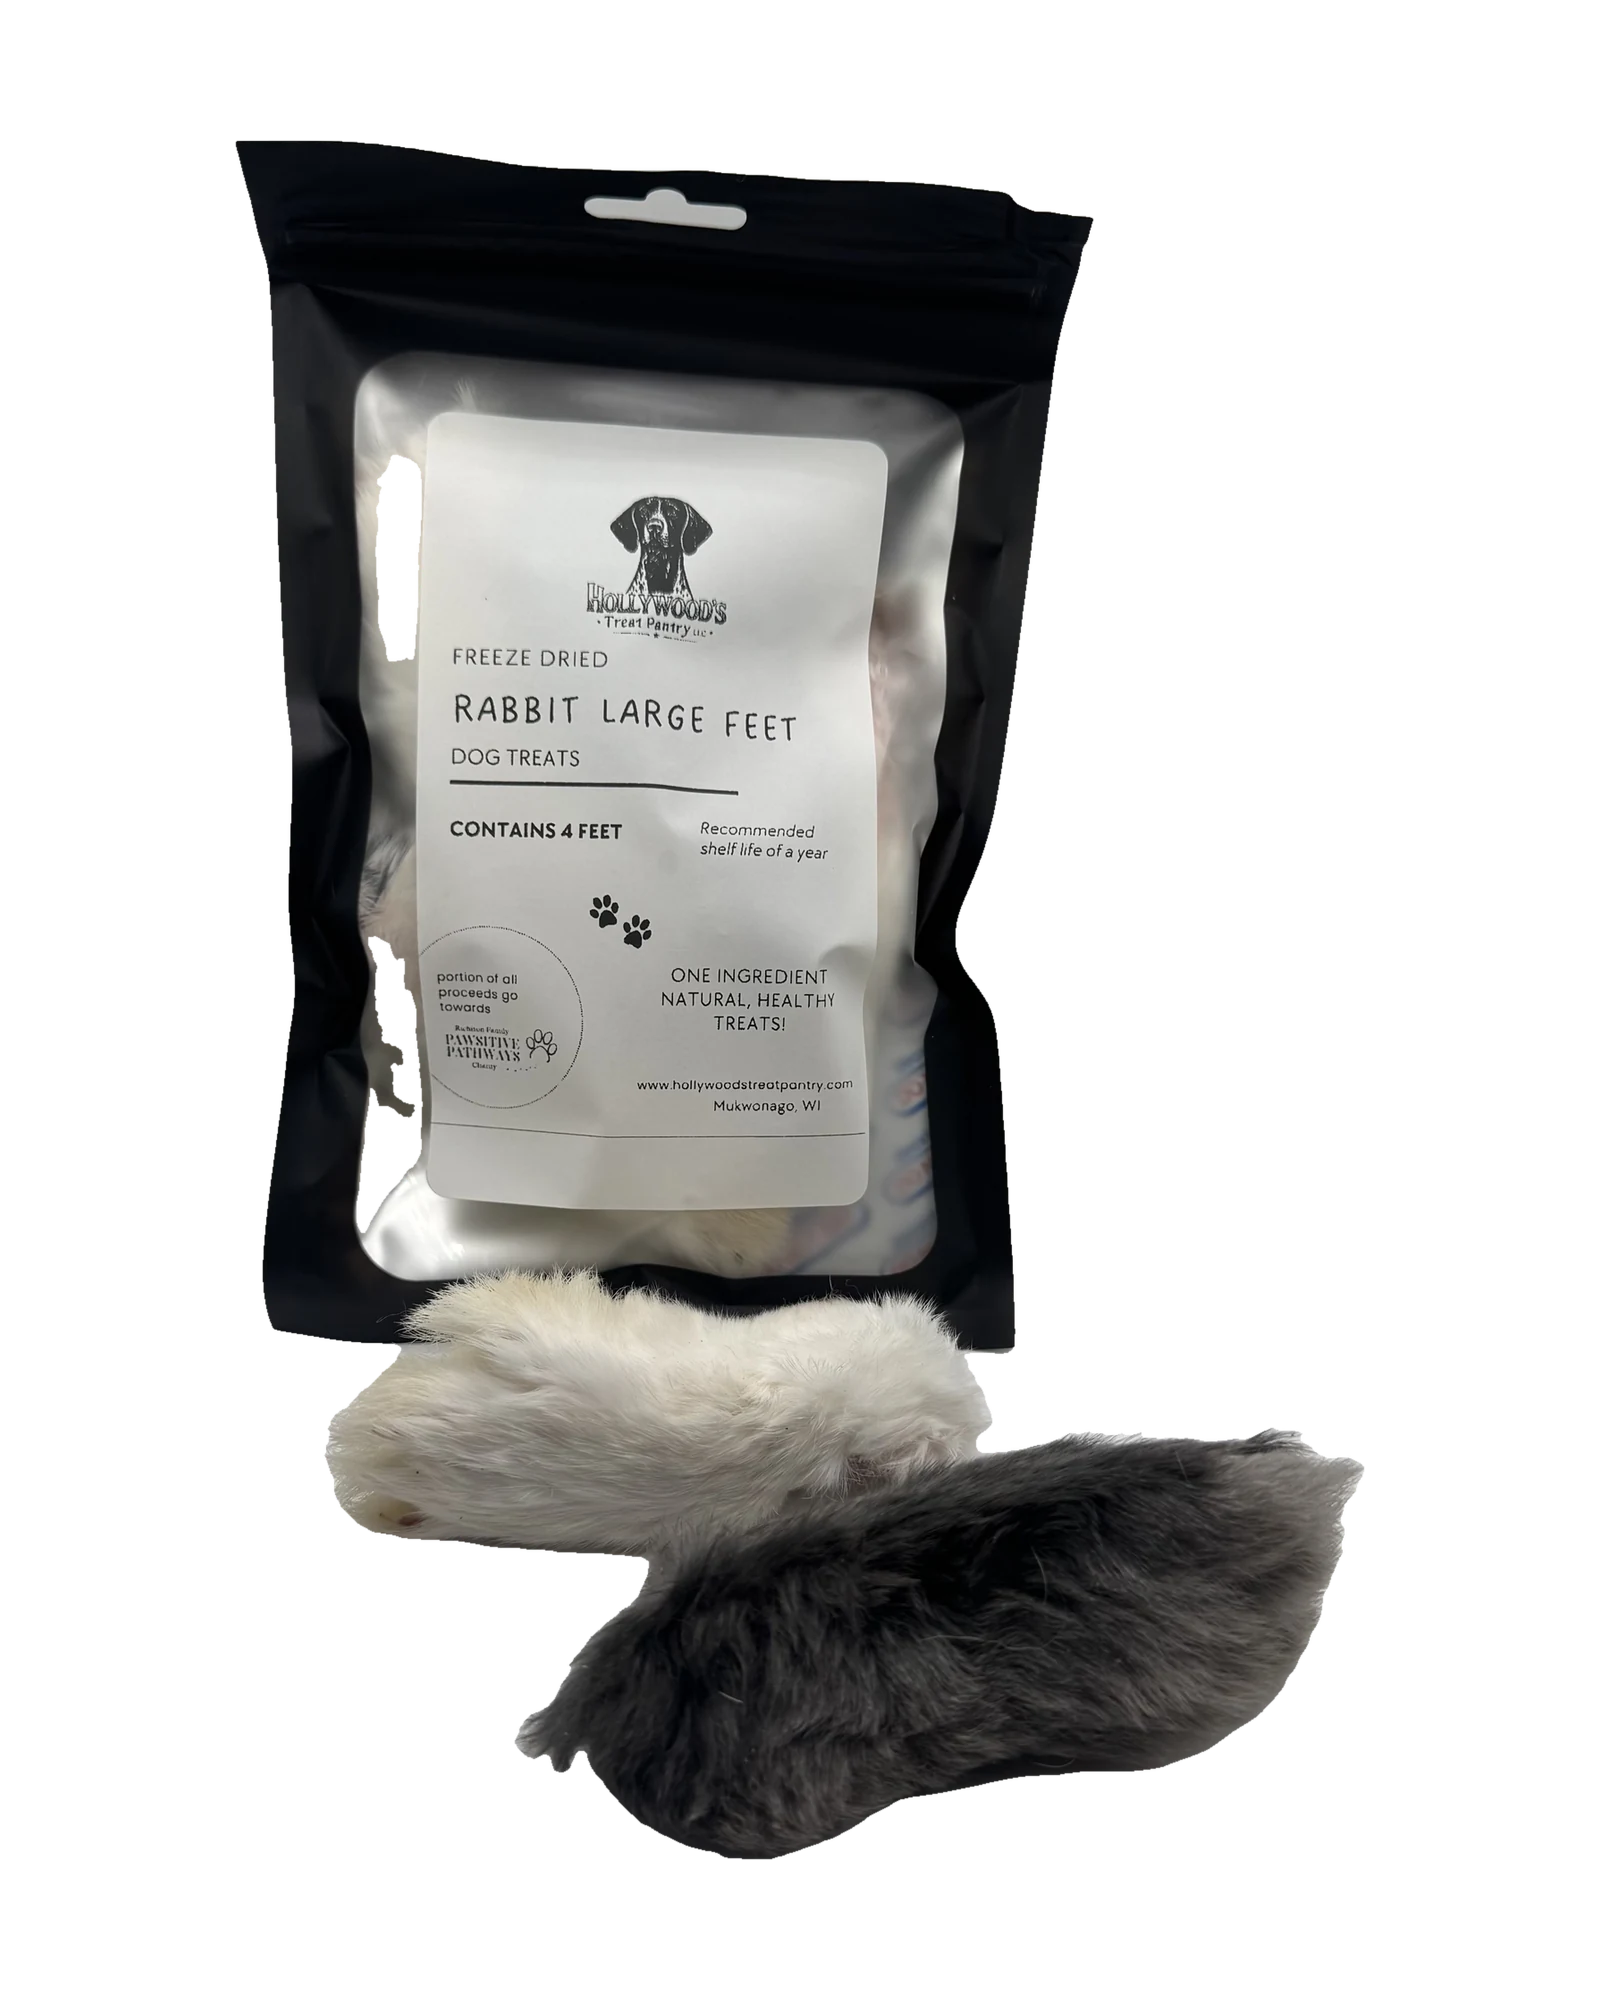 HOLLYWOOD'S
Treat Pantry LLC
FREEZE DRIED
RABBIT LARGE FEET
DOG TREATS
CONTAINS 4 FEET
Recommended
shelf life of a year
portion of all
proceeds go
towards
Family
PAWSITIVE
PATHWAYS
Charity
ONE INGREDIENT
NATURAL, HEALTHY
TREATS!
www.hollywoodstreatpantry.com
Mukwonago, WI